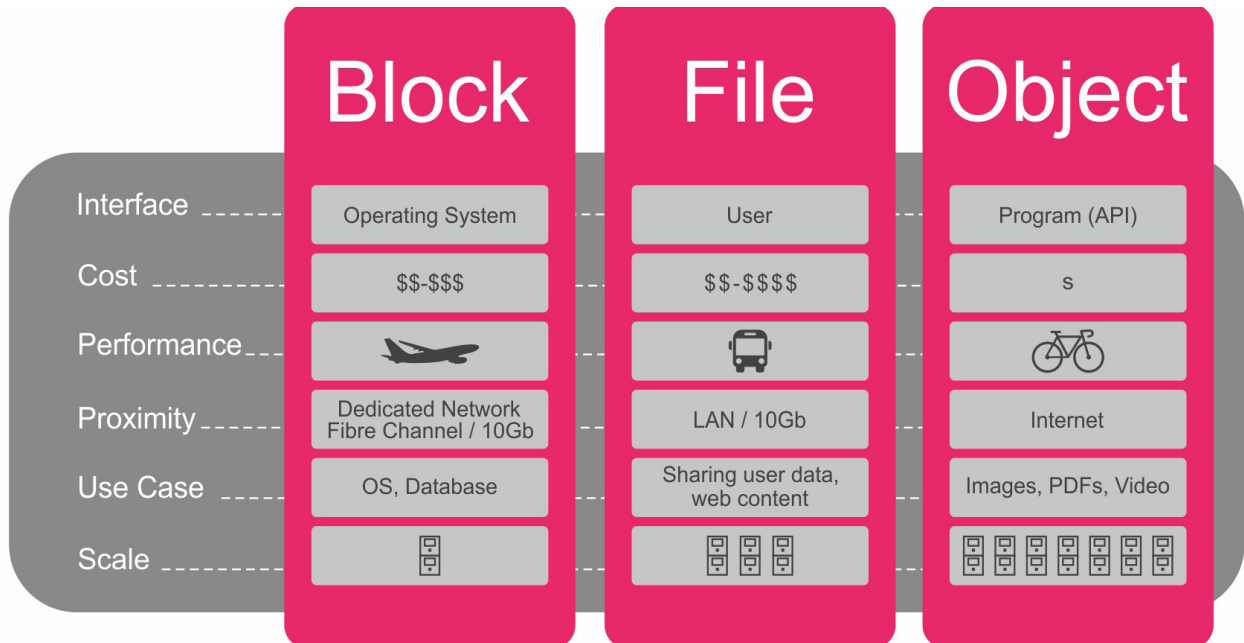 Block File Object
Interface Operating System User Program (API)
Cost $$-$$$ $$-$$$$ s
Performance
Proximity Dedicated Network
Fibre Channel / 10Gb LAN / 10Gb Internet
Use Case OS, Database Sharing user data,
web content Images, PDFs, Video
Scale